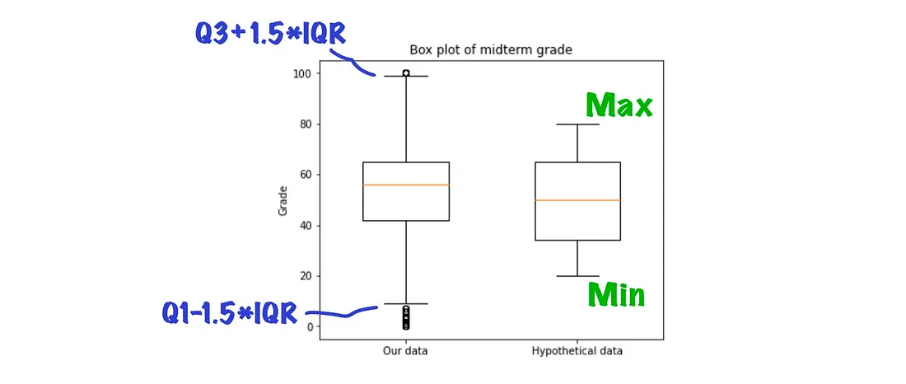 Q3+1.5*IQR
Box plot of midterm grade
100
80
60
40
20
0
Grade
Max
Min
Q1-1.5*IQR
Our data
Hypothetical data